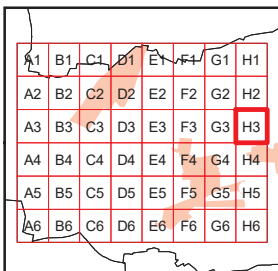 A1 B1 C1 D1 E1 F1 G1 H1
A2 B2 C2 D2 E2 F2 G2 H2
A3 B3 C3 D3 E3 F3 G3 H3
A4 B4 C4 D4 E4 F4 G4 H4
A5 B5 C5 D5 E5 F5 G5 H5
A6 B6 C6 D6 E6 F6 G6 H6